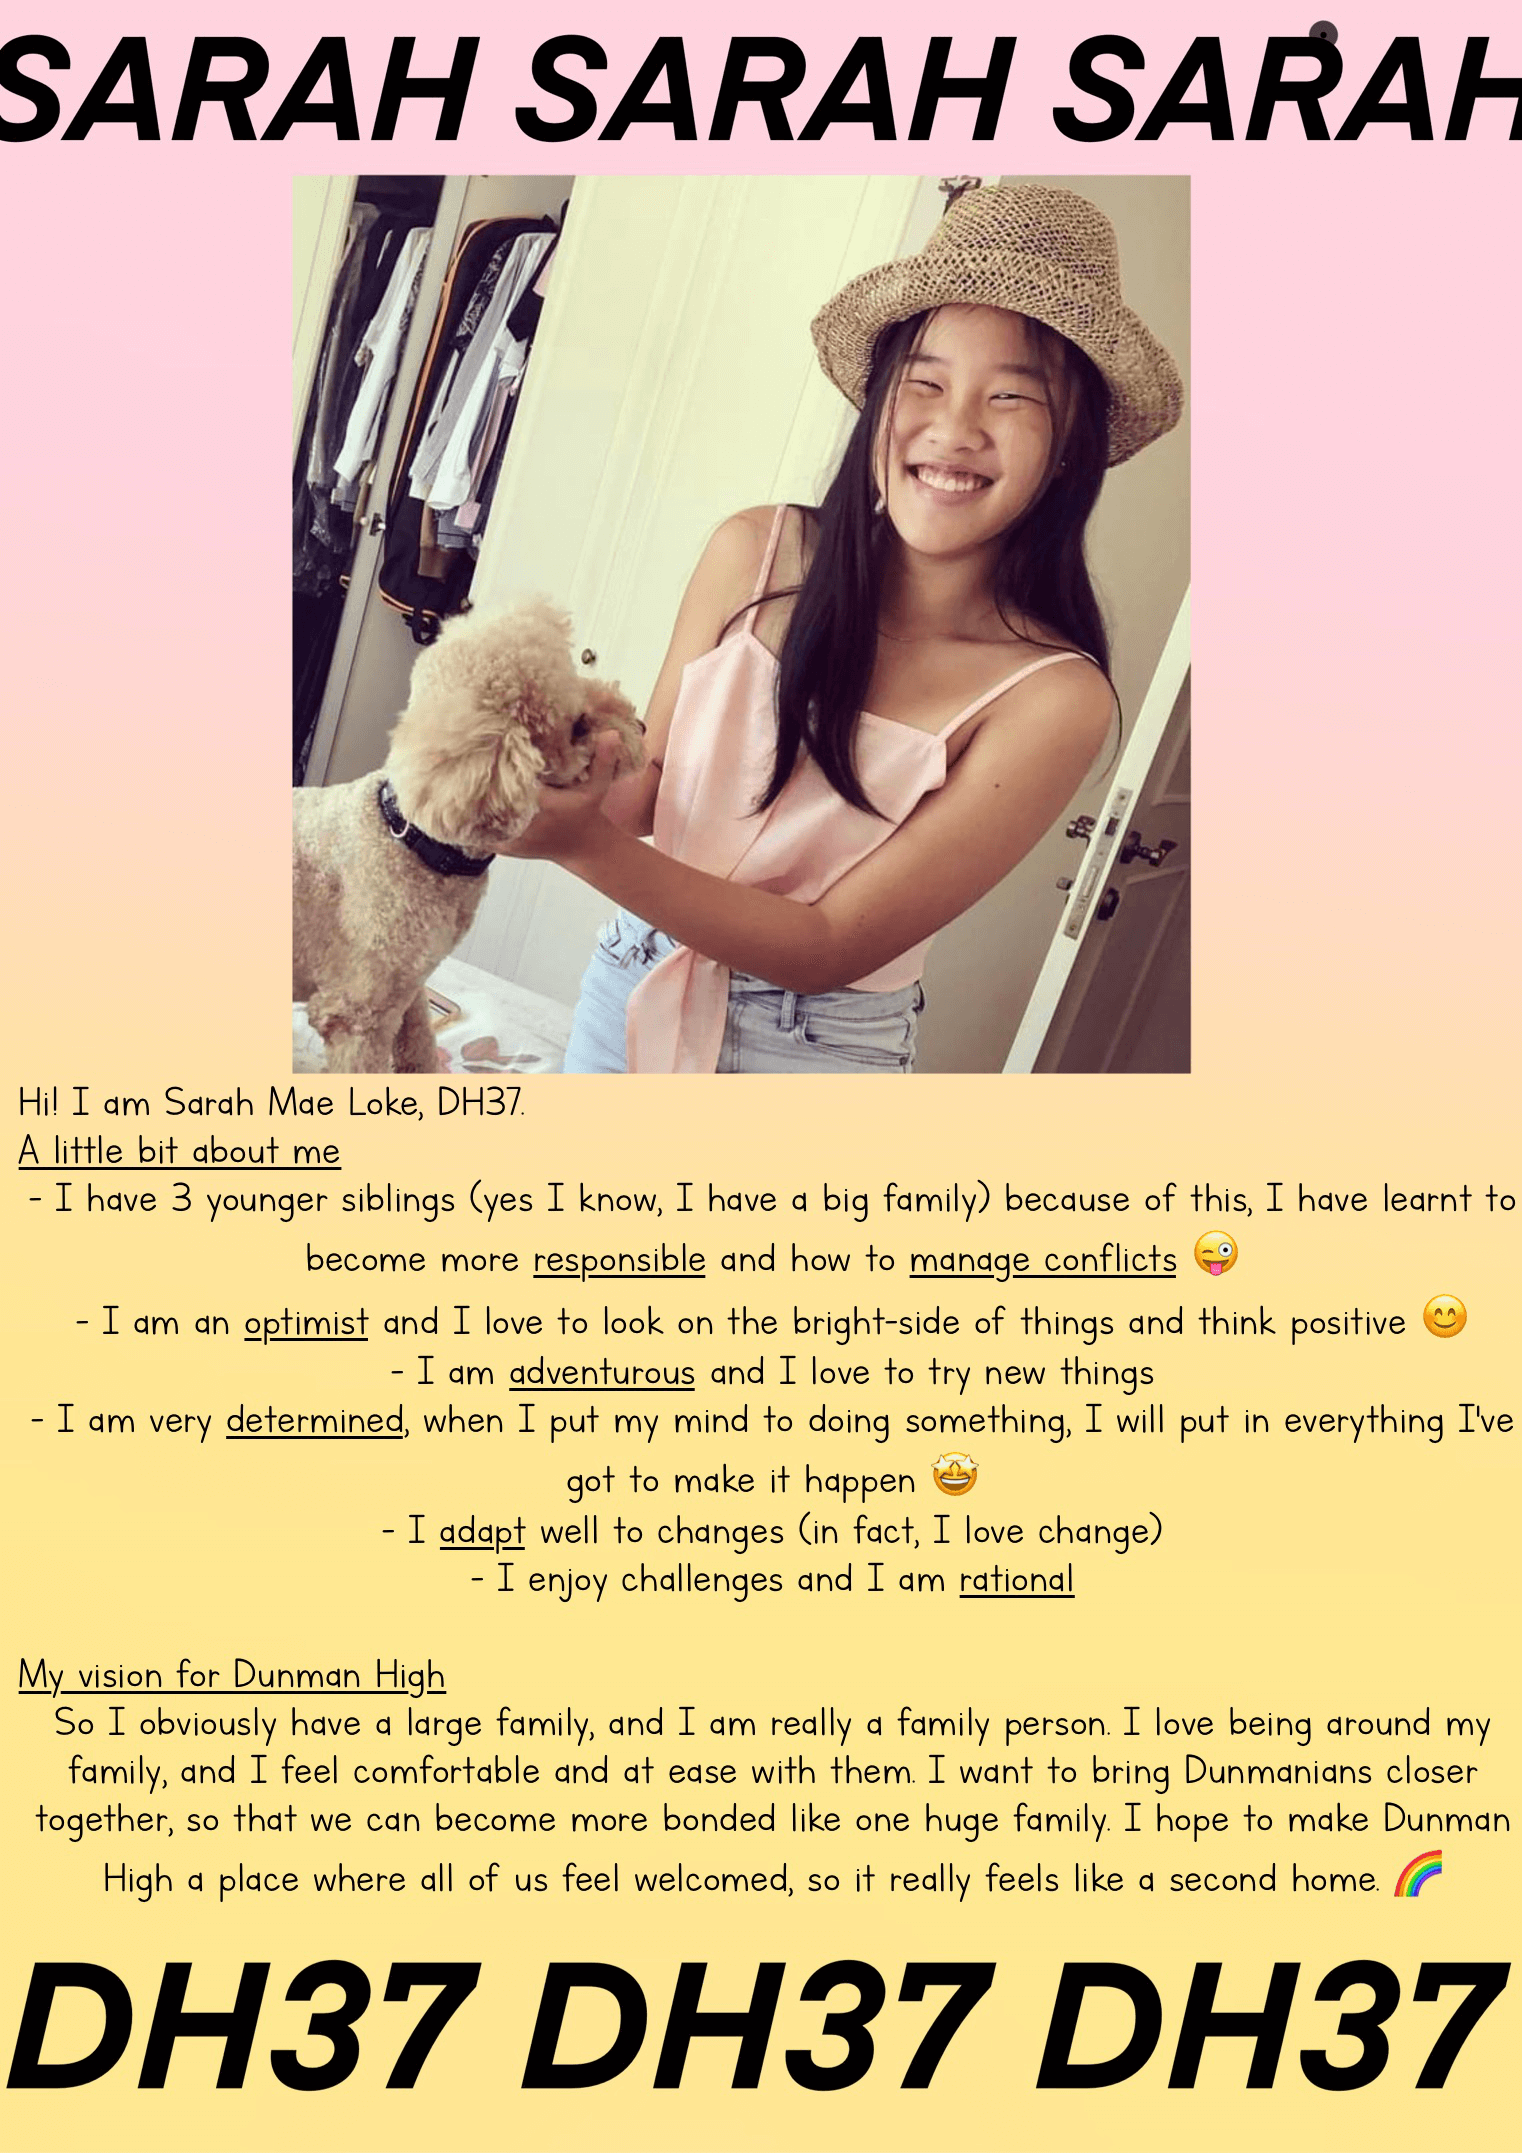 SARAH SARAH SARAH
Hi! I am Sarah Mae Loke, DH37.
A little bit about me
- I have 3 younger siblings (yes I know, I have a big family) because of this, I have learnt to
become more responsible and how to manage conflicts 😜
- I am an optimist and I love to look on the bright-side of things and think positive 😊
- I am adventurous and I love to try new things
- I am very determined, when I put my mind to doing something, I will put in everything I've
got to make it happen 🤩
- I adapt well to changes (in fact, I love change)
- I enjoy challenges and I am rational
My vision for Dunman High
So I obviously have a large family, and I am really a family person. I love being around my
family, and I feel comfortable and at ease with them. I want to bring Dunmanians closer
together, so that we can become more bonded like one huge family. I hope to make Dunman
High a place where all of us feel welcomed, so it really feels like a second home. 🌈
DH37 DH37 DH37